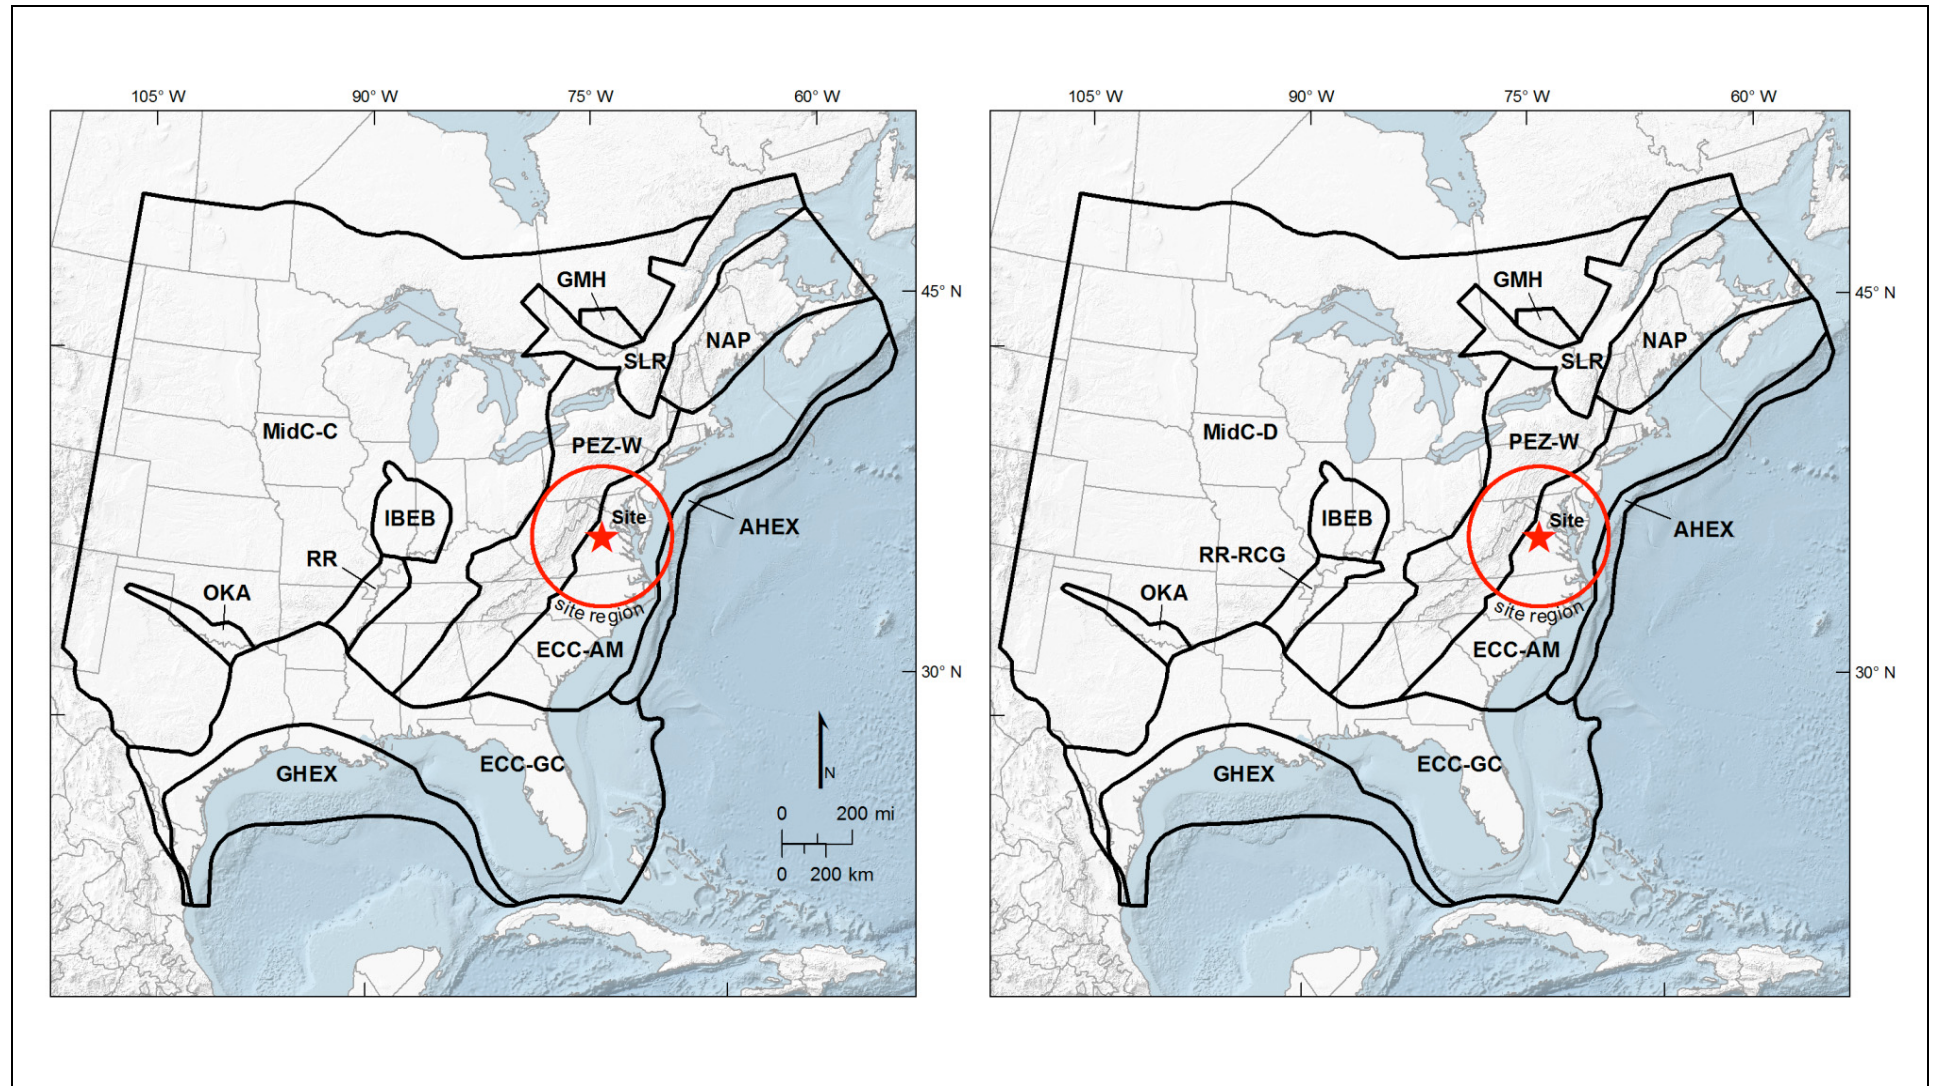 105° W
90° W
75° W
60° W
GMH
45° N
NAP
SLR
MidC-C
PEZ-W
IBEB
Site
AHEX
RR
OKA
site region
ECC-AM
30° N
ECC-GC
GHEX
N
0 200 mi
0 200 km
105° W
90° W
75° W
60° W
GMH
45° N
NAP
SLR
MidC-D
PEZ-W
IBEB
Site
AHEX
RR-RCG
OKA
site region
ECC-AM
30° N
ECC-GC
GHEX